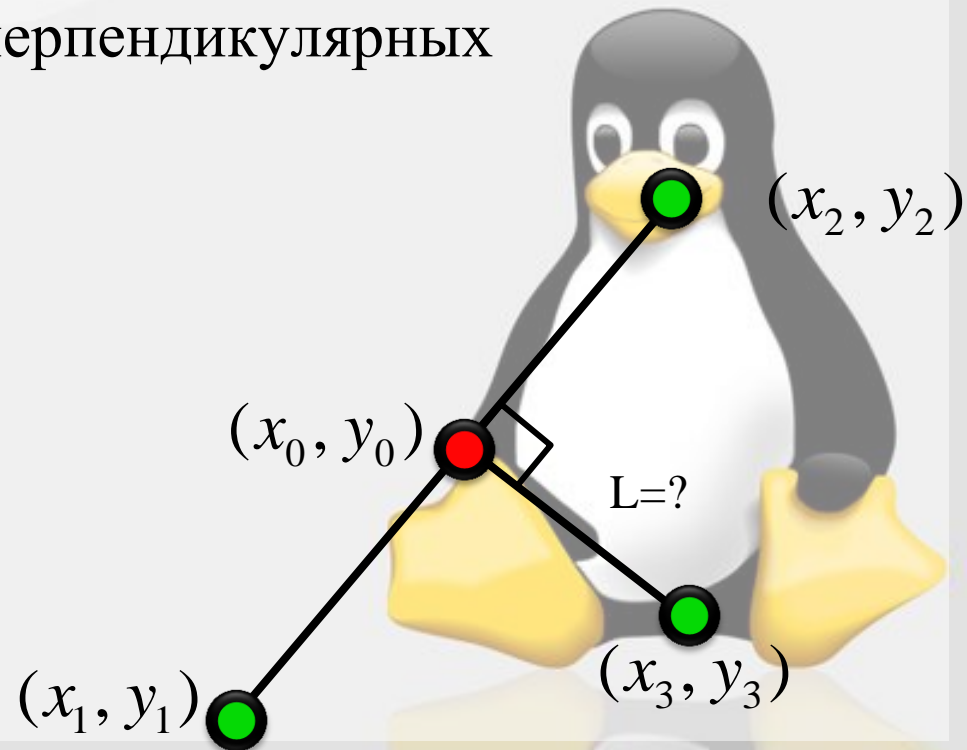 ерпендикулярных
(x₂, y₂)
(x₀, y₀)
L=?
(x₃, y₃)
(x₁, y₁)